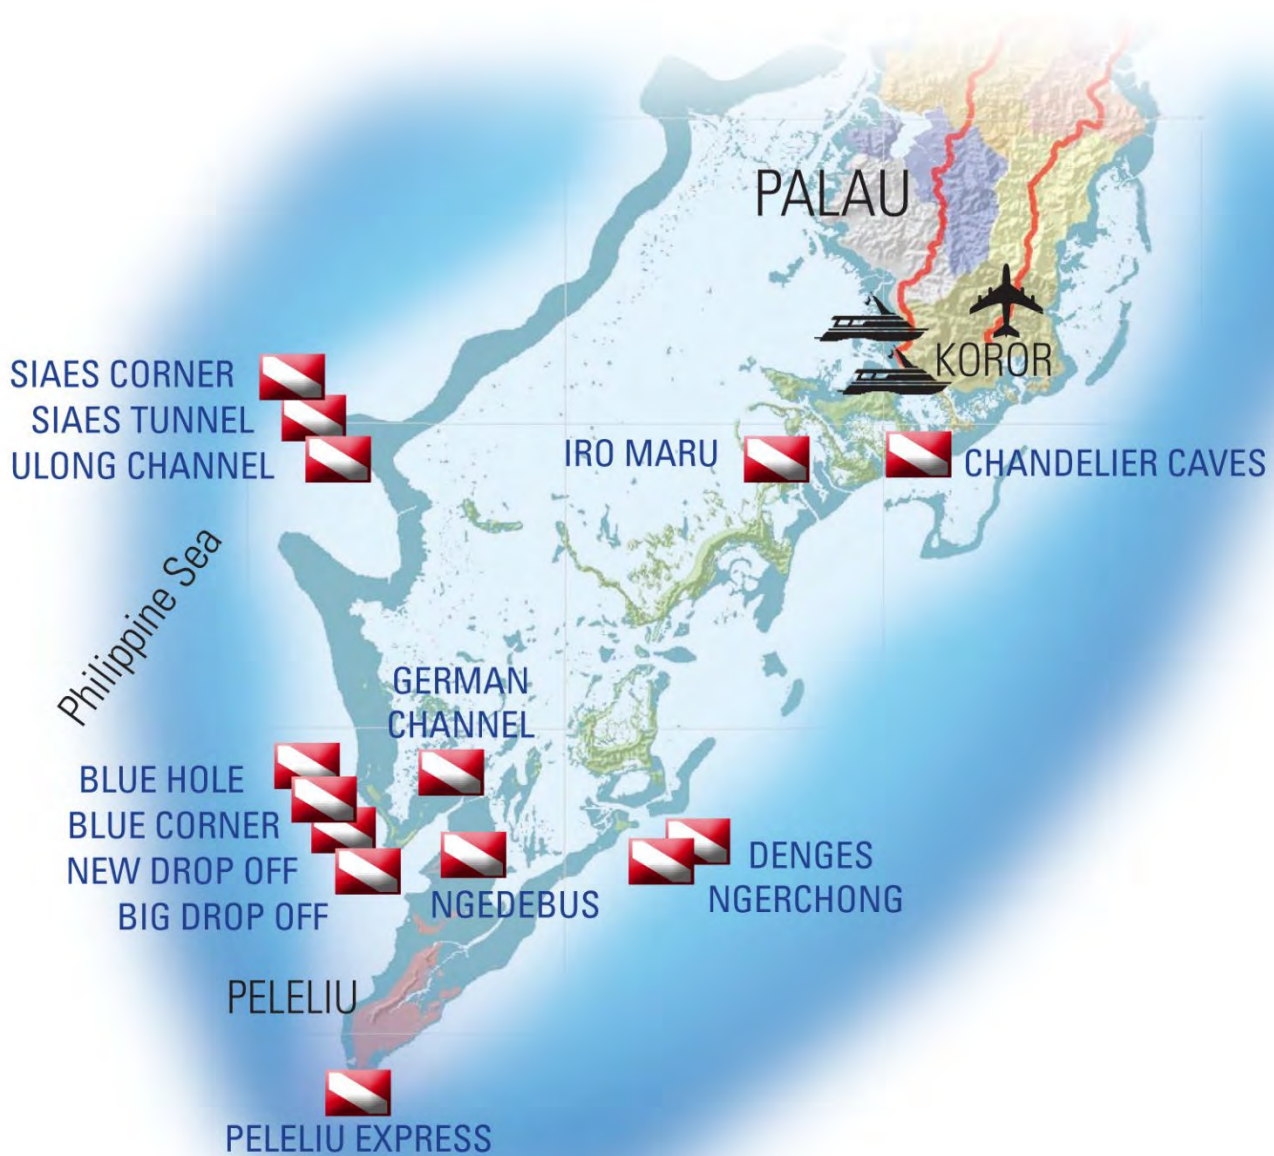 PALAU
KOROR
SIAES CORNER
SIAES TUNNEL
ULONG CHANNEL
IRO MARU
CHANDELIER CAVES
Philippine Sea
GERMAN
CHANNEL
BLUE HOLE
BLUE CORNER
NEW DROP OFF
BIG DROP OFF
NGEDEBUS
DENGES
NGERCHONG
PELELIU
PELELIU EXPRESS